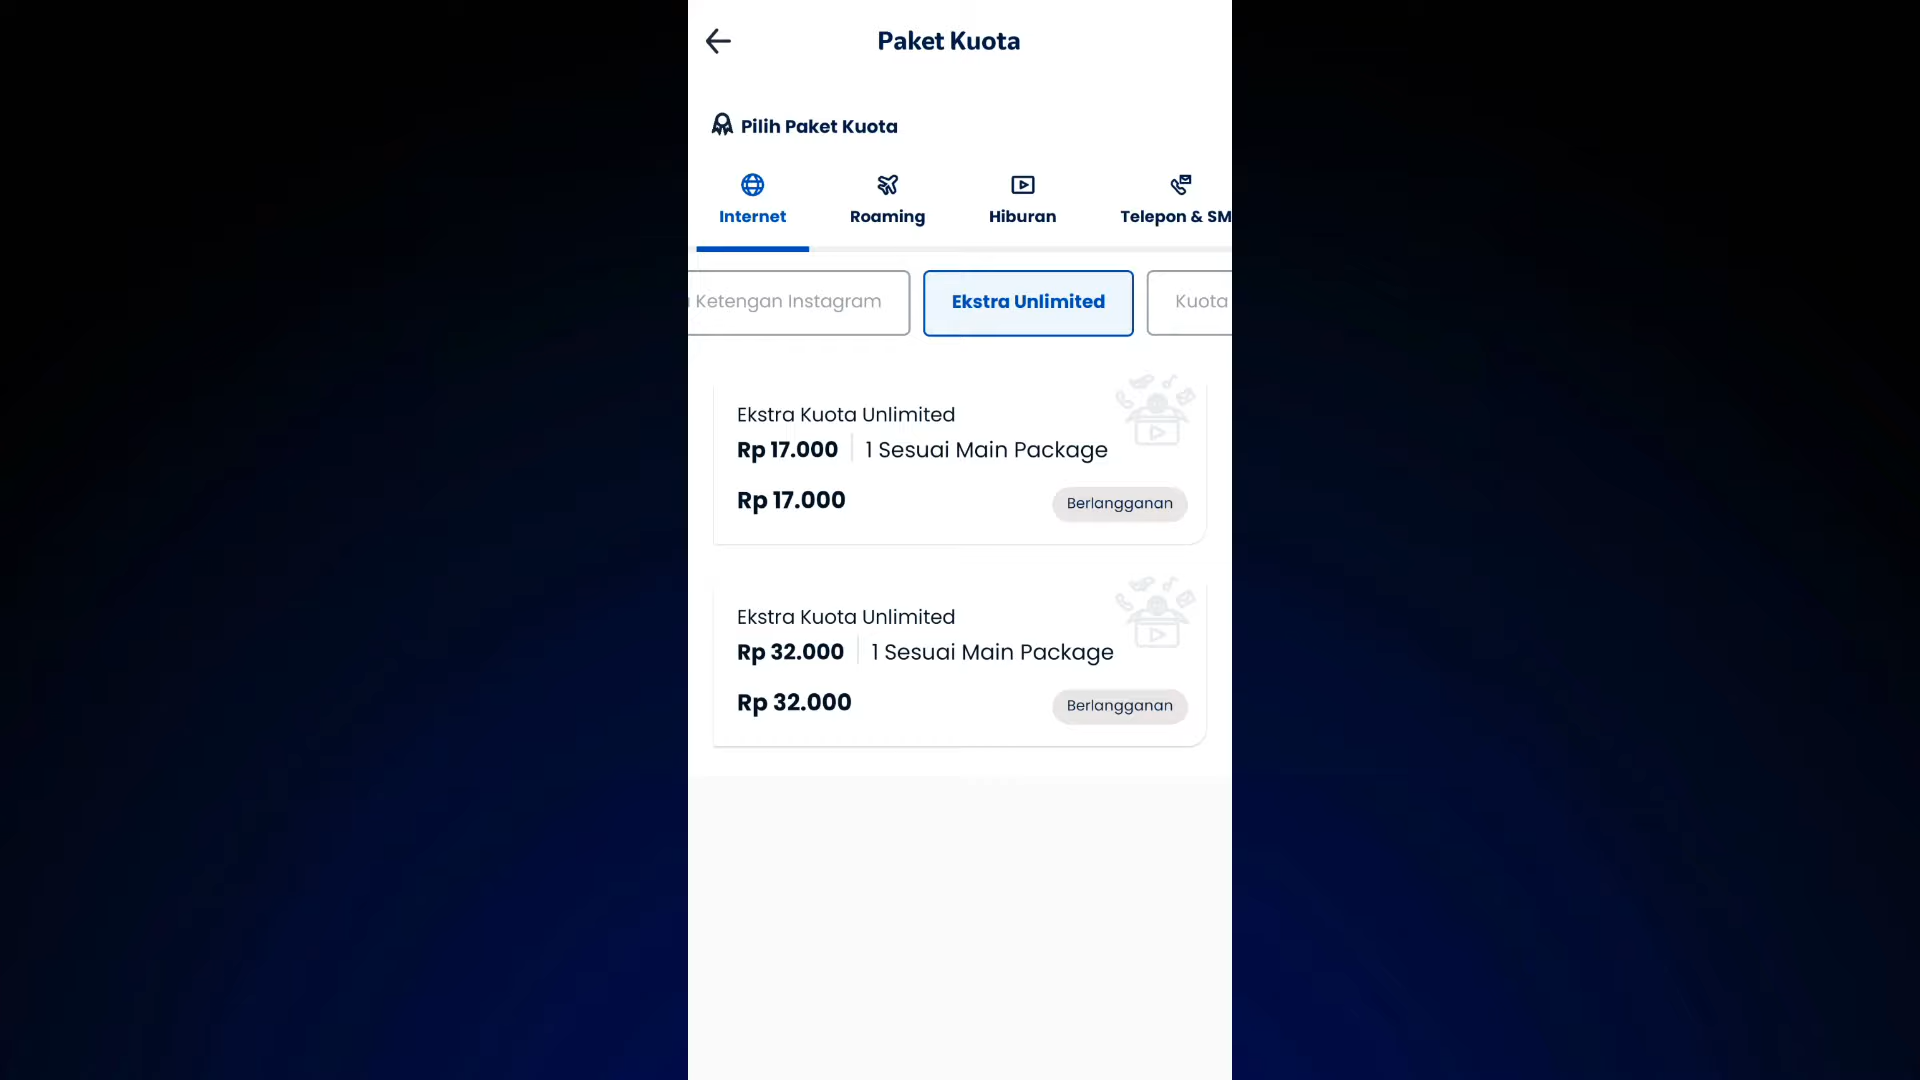 Paket Kuota
Pilih Paket Kuota
Internet Roaming Hiburan Telepon & SM
Ketengan Instagram Ekstra Unlimited Kuota
Ekstra Kuota Unlimited
Rp 17.000 1 Sesuai Main Package
Rp 17.000 Berlangganan
Ekstra Kuota Unlimited
Rp 32.000 1 Sesuai Main Package
Rp 32.000 Berlangganan